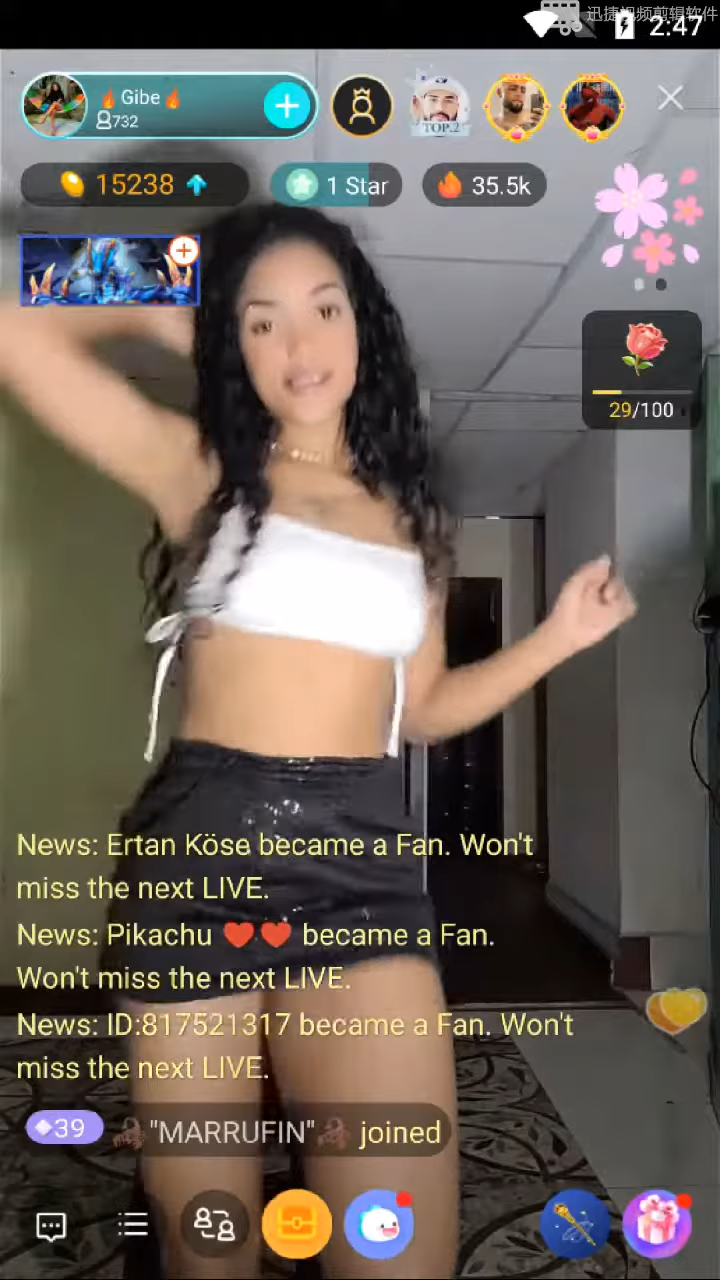 迅捷视频剪辑软件
2:47
🔥Gibe🔥
732
TOP.2
15238
1 Star
35.5k
29/100
News: Ertan Köse became a Fan. Won't
miss the next LIVE.
News: Pikachu ❤️❤️ became a Fan.
Won't miss the next LIVE.
News: ID:817521317 became a Fan. Won't
miss the next LIVE.
39 🦂"MARRUFIN"🦂 joined